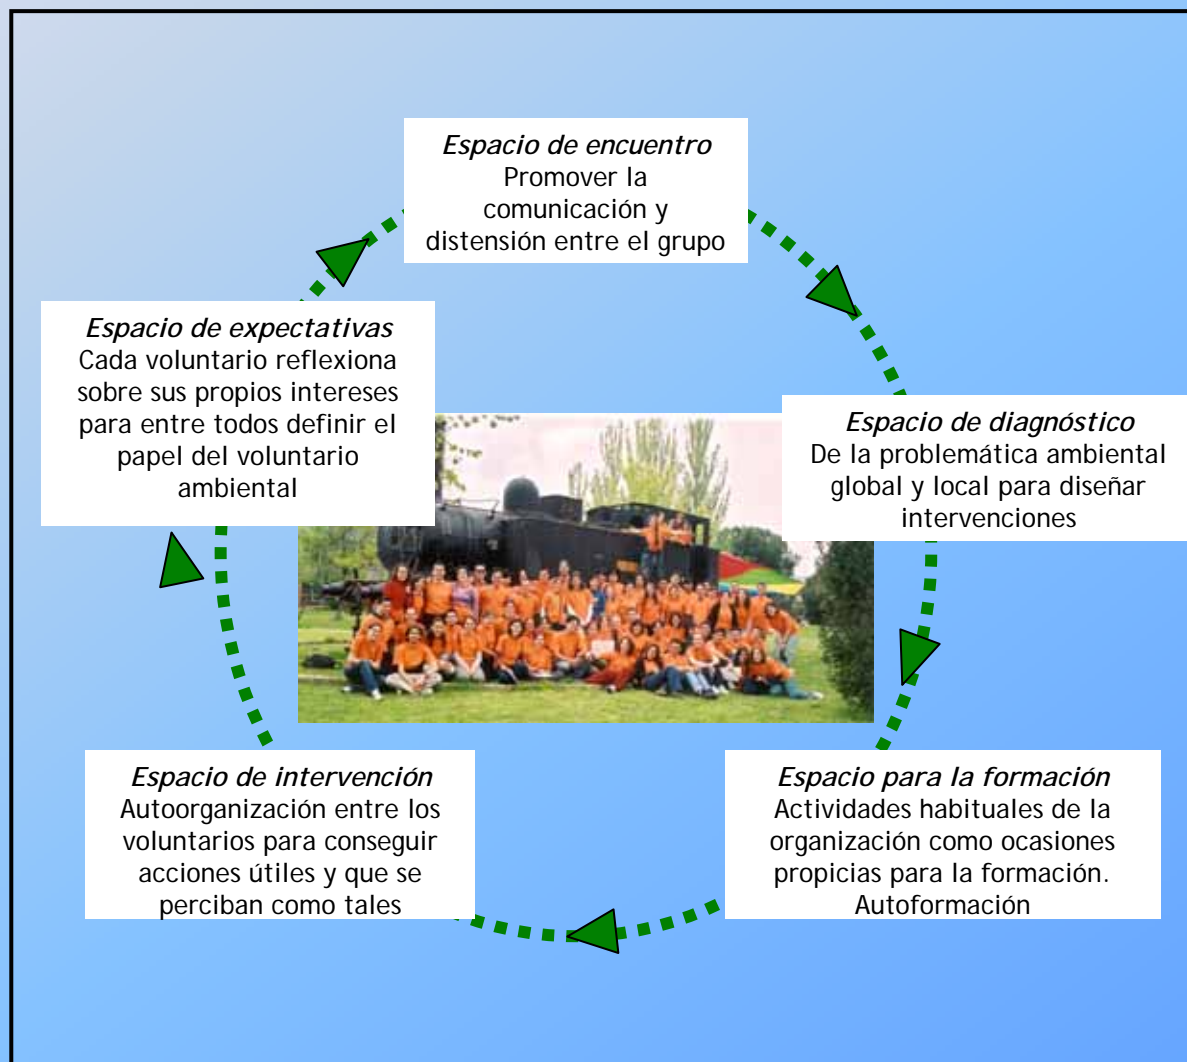 Espacio de encuentro
Promover la
comunicación y
distensión entre el grupo
Espacio de expectativas
Cada voluntario reflexiona
sobre sus propios intereses
para entre todos definir el
papel del voluntario
ambiental
Espacio de diagnóstico
De la problemática ambiental
global y local para diseñar
intervenciones
Espacio de intervención
Autoorganización entre los
voluntarios para conseguir
acciones útiles y que se
perciban como tales
Espacio para la formación
Actividades habituales de la
organización como ocasiones
propicias para la formación.
Autoformación